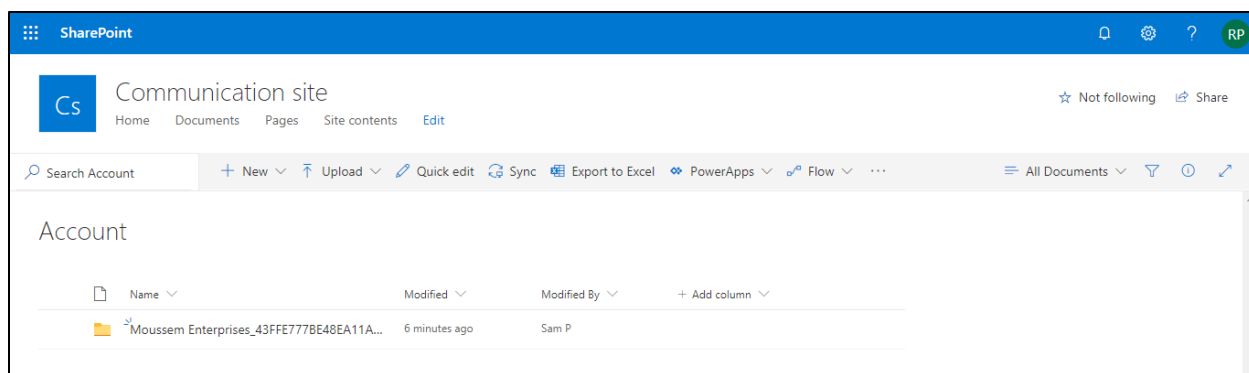 SharePoint ? RP
Cs Communication site
Not following Share
Home Documents Pages Site contents Edit
Search Account + New Upload Quick edit Sync Export to Excel PowerApps Flow ... All Documents
Account
Name Modified Modified By + Add column
Moussem Enterprises_43FFE777BE48EA11A... 6 minutes ago Sam P